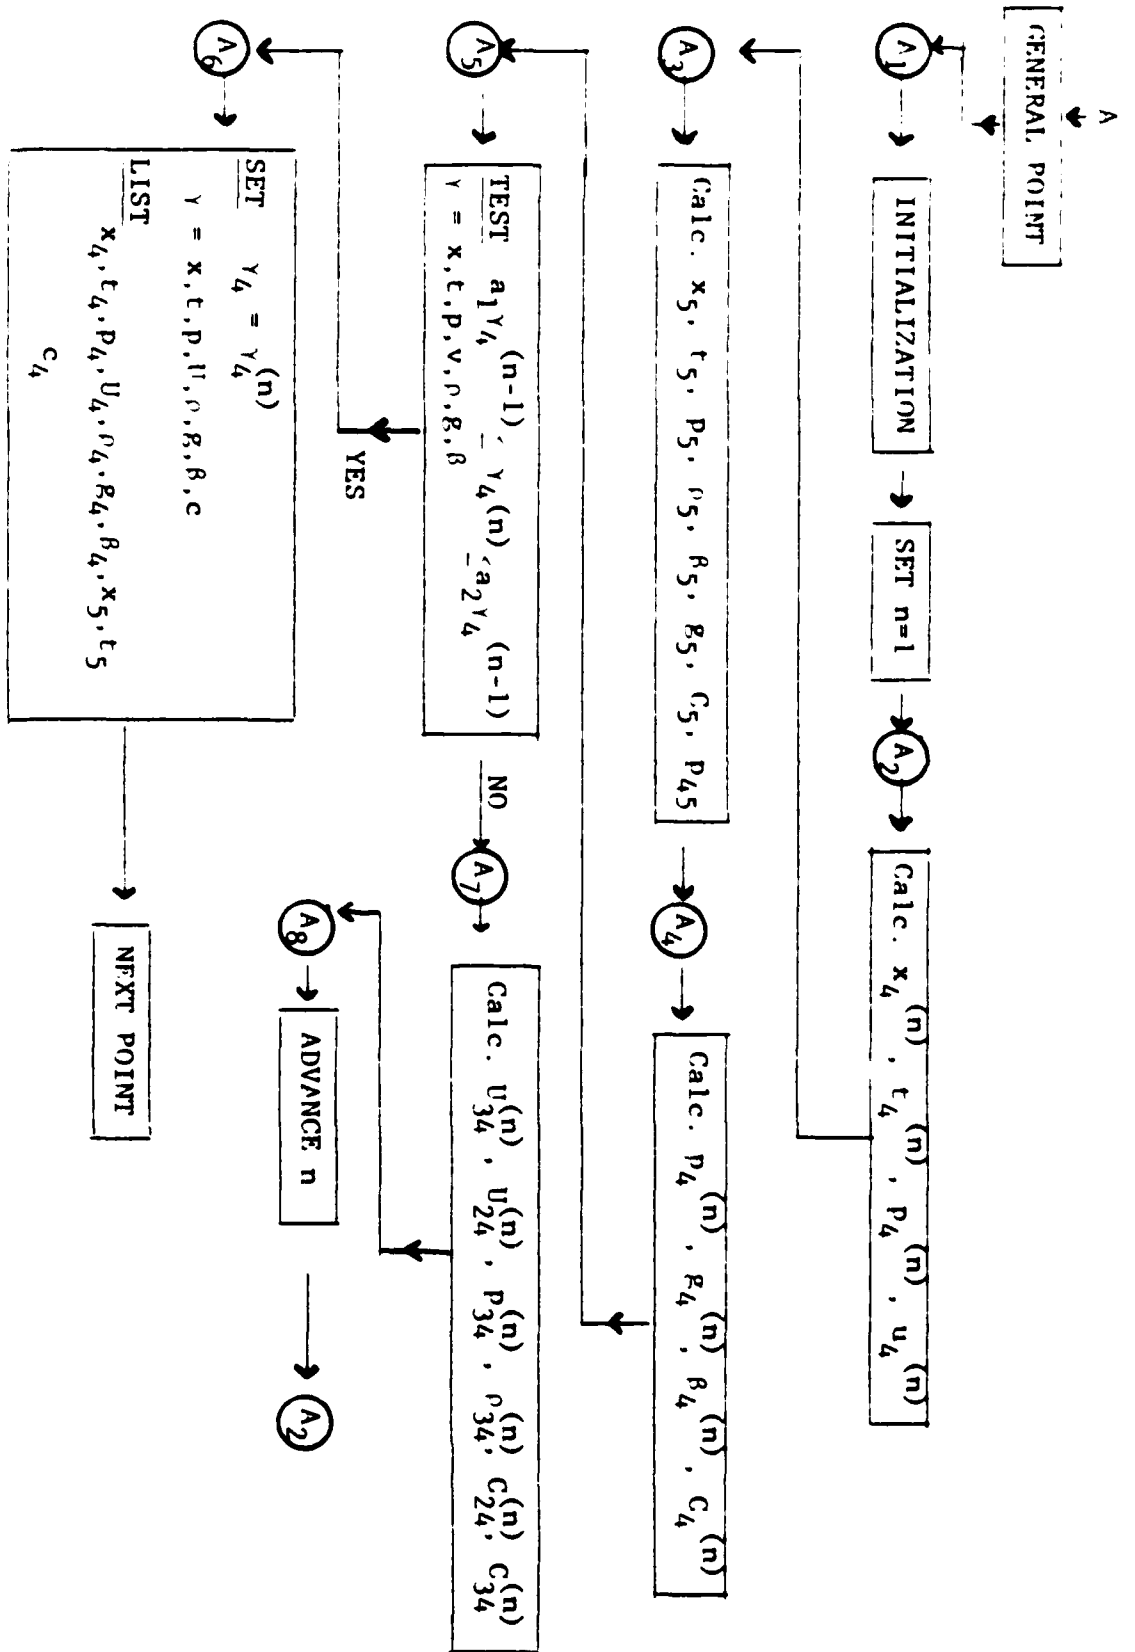 A
GENERAL POINT
A₁
INITIALIZATION
SET n=1
A₂
Calc. x₄⁽ⁿ⁾, t₄⁽ⁿ⁾, p₄⁽ⁿ⁾, u₄⁽ⁿ⁾
A₃
Calc. x₅, t₅, p₅, ρ₅, β₅, g₅, C₅, p₄₅
A₄
Calc. p₄⁽ⁿ⁾, g₄⁽ⁿ⁾, β₄⁽ⁿ⁾, C₄⁽ⁿ⁾
A₅
TEST a₁γ₄⁽ⁿ⁻¹⁾ ≤ γ₄⁽ⁿ⁾ ≤ a₂γ₄⁽ⁿ⁻¹⁾
γ = x,t,p,v,ρ,g,β
NO
A₇
Calc. U₃₄⁽ⁿ⁾, U₂₄⁽ⁿ⁾, p₃₄⁽ⁿ⁾, ρ₃₄⁽ⁿ⁾, C₂₄⁽ⁿ⁾, C₃₄⁽ⁿ⁾
YES
A₈
ADVANCE n
A₂
A₆
SET γ₄ = γ₄⁽ⁿ⁾
γ = x,t,p,U,ρ,g,β,c
LIST
x₄,t₄,p₄,U₄,ρ₄,g₄,β₄,x₅,t₅
c₄
NEXT POINT